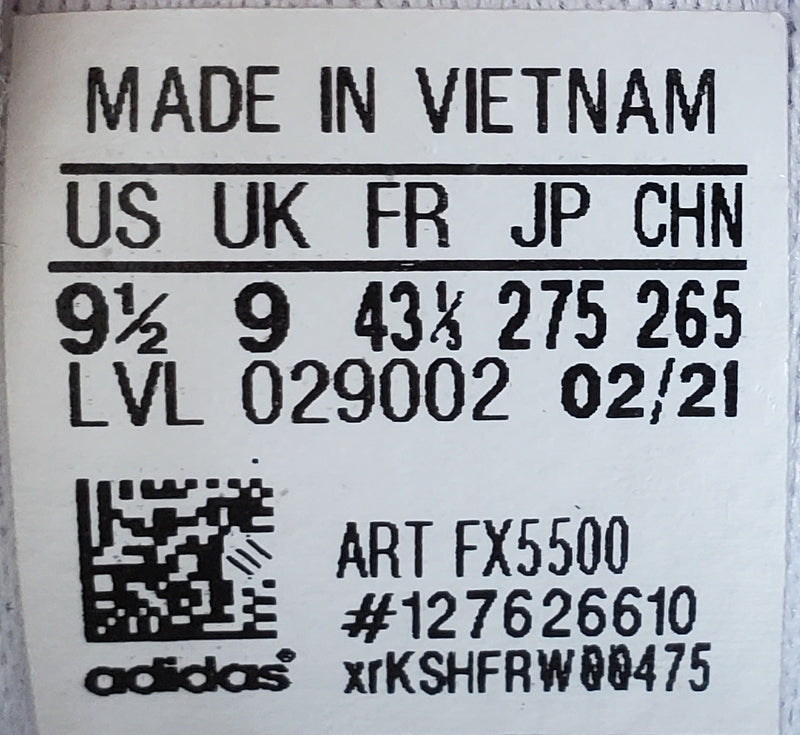 MADE IN VIETNAM
US UK FR JP CHN
9½ 9 43⅓ 275 265
LVL 029002 02/21
ART FX5500
#127626610
adidas® xrKSHFRW00475